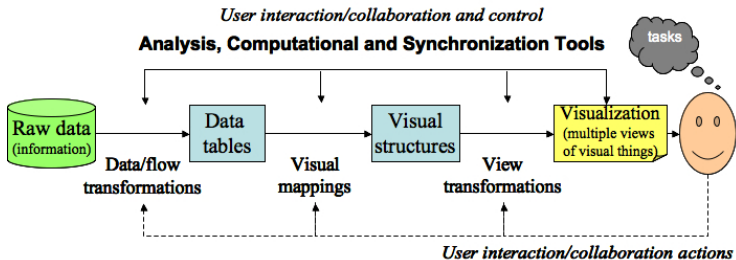 User interaction/collaboration and control
Analysis, Computational and Synchronization Tools
tasks
Raw data
(information)
Data
tables
Visual
structures
Visualization
(multiple views
of visual things)
Data/flow
transformations
Visual
mappings
View
transformations
User interaction/collaboration actions